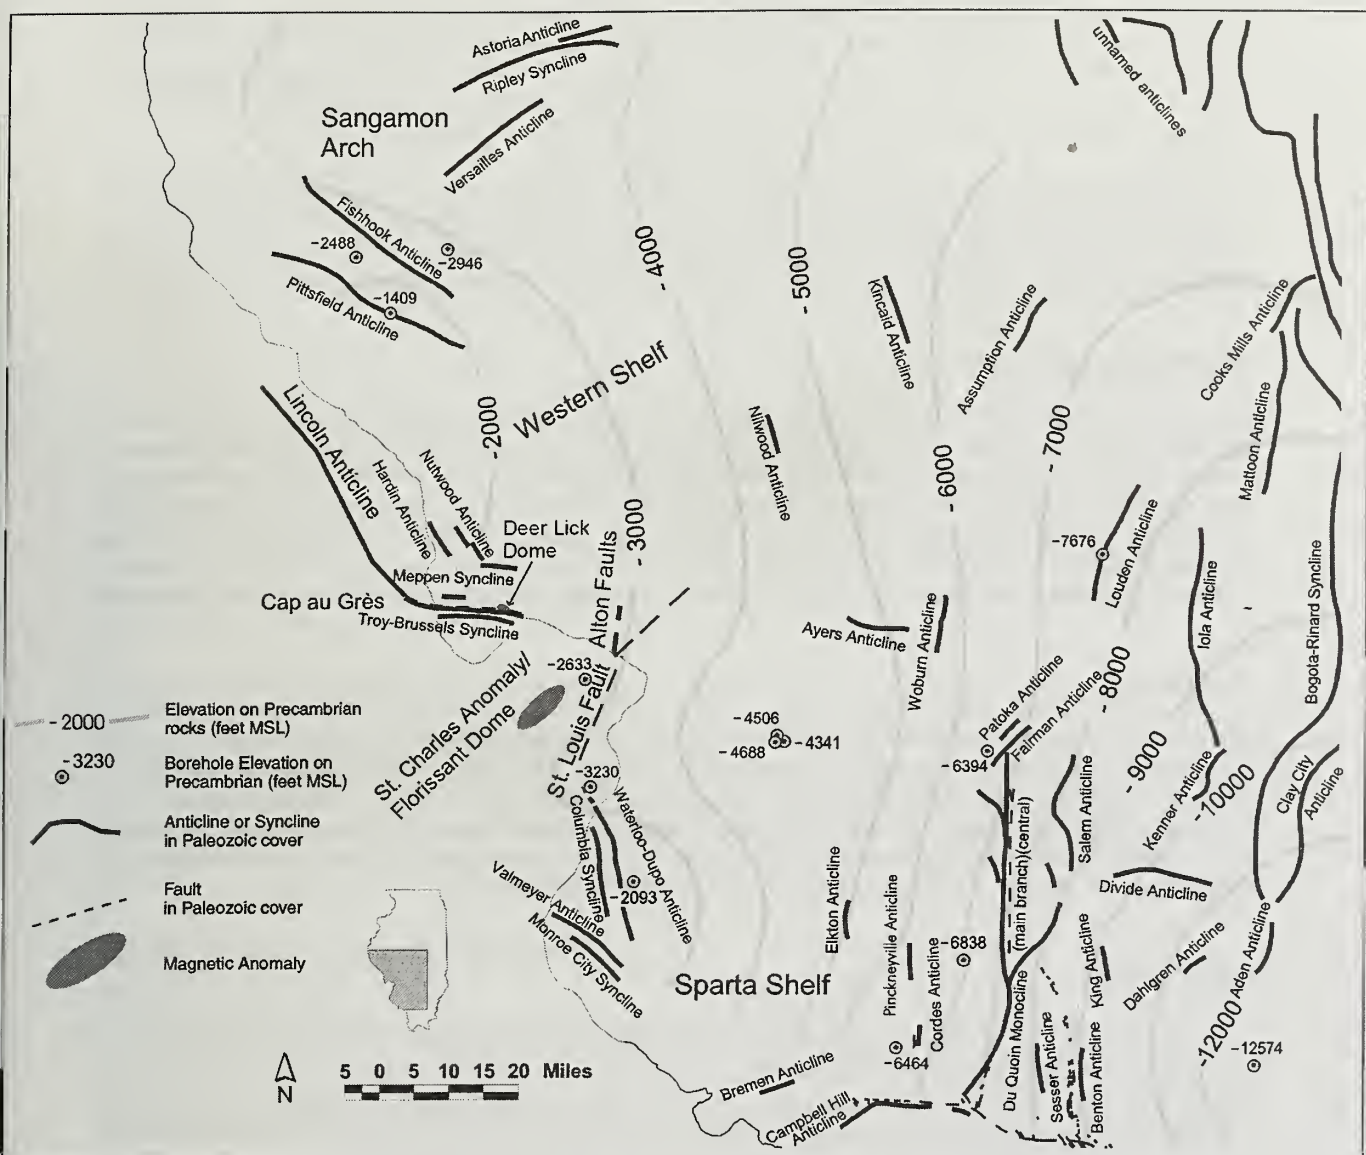 Astoria Anticline
Ripley Syncline
unnamed anticlines
Sangamon
Arch
Versailles Anticline
Fishhook Anticline
-2488
-2946
-1409
Pittsfield Anticline
-4000
-5000
Kincaid Anticline
Assumption Anticline
Cooks Mills Anticline
Western Shelf
-2000
Lincoln Anticline
Hardin Anticline
Nutwood Anticline
Nilwood Anticline
-6000
-7000
Mattoon Anticline
Deer Lick
Dome
-3000
Alton Faults
-7676
Louden Anticline
Iola Anticline
Bogota-Rinard Syncline
Meppen Syncline
Cap au Grès
Troy-Brussels Syncline
Ayers Anticline
Woburn Anticline
-2633
St. Charles Anomaly/
Florissant Dome
St. Louis Fault
-8000
Patoka Anticline
Fairman Anticline
-4506
-4688
-4341
-6394
-9000
-10000
-2000
Elevation on Precambrian
rocks (feet MSL)
-3230
Borehole Elevation on
Precambrian (feet MSL)
Anticline or Syncline
in Paleozoic cover
Fault
in Paleozoic cover
Magnetic Anomaly
-3230
Columbia Syncline
Waterloo-Dupo Anticline
-2093
Valmeyer Anticline
Monroe City Syncline
Salem Anticline
Kenner Anticline
Clay City
Anticline
Divide Anticline
Elkton Anticline
Pinckneyville Anticline
Cordes Anticline
-6838
Du Quoin Monocline (main branch)(central)
King Anticline
Dahlgren Anticline
Aden Anticline
-12000
-12574
Sparta Shelf
-6464
Bremen Anticline
Campbell Hill
Anticline
Sesser Anticline
Benton Anticline
N
5 0 5 10 15 20 Miles